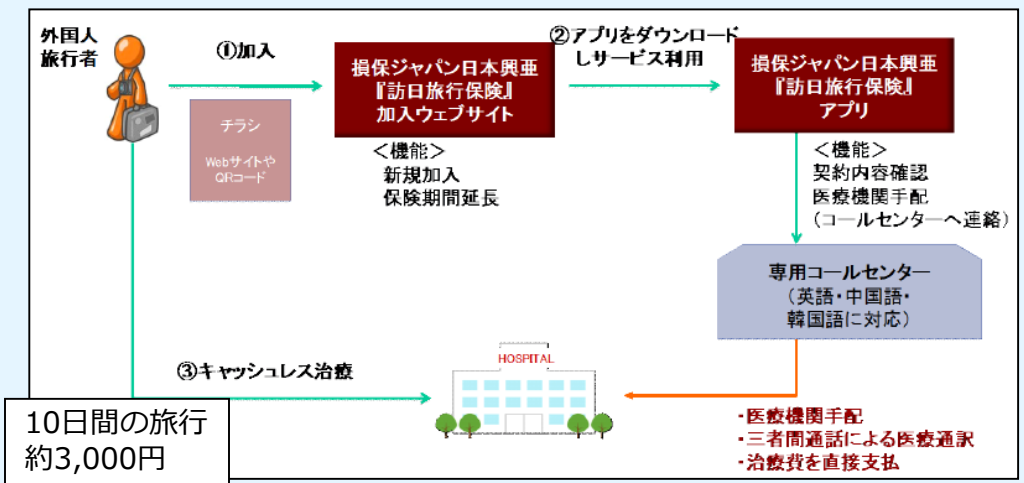 外国人
旅行者
①加入
チラシ
Webサイトや
QRコード
損保ジャパン日本興亜
『訪日旅行保険』
加入ウェブサイト
＜機能＞
新規加入
保険期間延長
②アプリをダウンロード
しサービス利用
損保ジャパン日本興亜
『訪日旅行保険』
アプリ
＜機能＞
契約内容確認
医療機関手配
（コールセンターへ連絡）
専用コールセンター
（英語・中国語・
韓国語に対応）
③キャッシュレス治療
HOSPITAL
・医療機関手配
・三者間通話による医療通訳
・治療費を直接支払
10日間の旅行
約3,000円